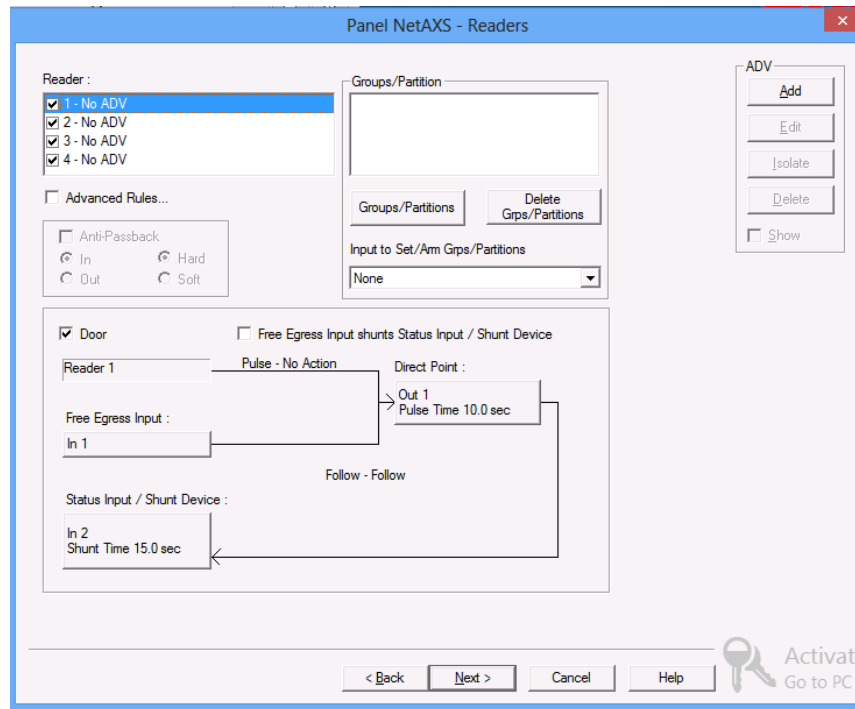 Panel NetAXS - Readers
Reader :
1 - No ADV
2 - No ADV
3 - No ADV
4 - No ADV
Advanced Rules...
Anti-Passback
In
Hard
Out
Soft
Groups/Partition
Groups/Partitions
Delete
Grps/Partitions
Input to Set/Arm Grps/Partitions
None
ADV
Add
Edit
Isolate
Delete
Show
Door
Free Egress Input shunts Status Input / Shunt Device
Reader 1
Pulse - No Action
Direct Point :
Out 1
Pulse Time 10.0 sec
Free Egress Input :
In 1
Follow - Follow
Status Input / Shunt Device :
In 2
Shunt Time 15.0 sec
< Back
Next >
Cancel
Help
Activat
Go to PC